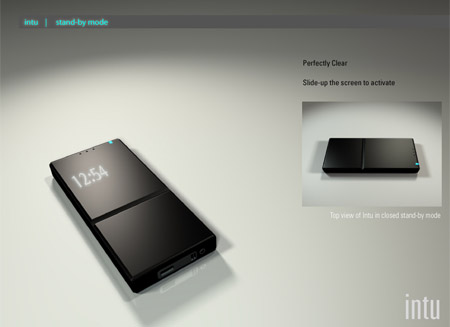 intu | stand-by mode
Perfectly Clear
Slide-up the screen to activate
12:54
Top view of Intu in closed stand-by mode
intu